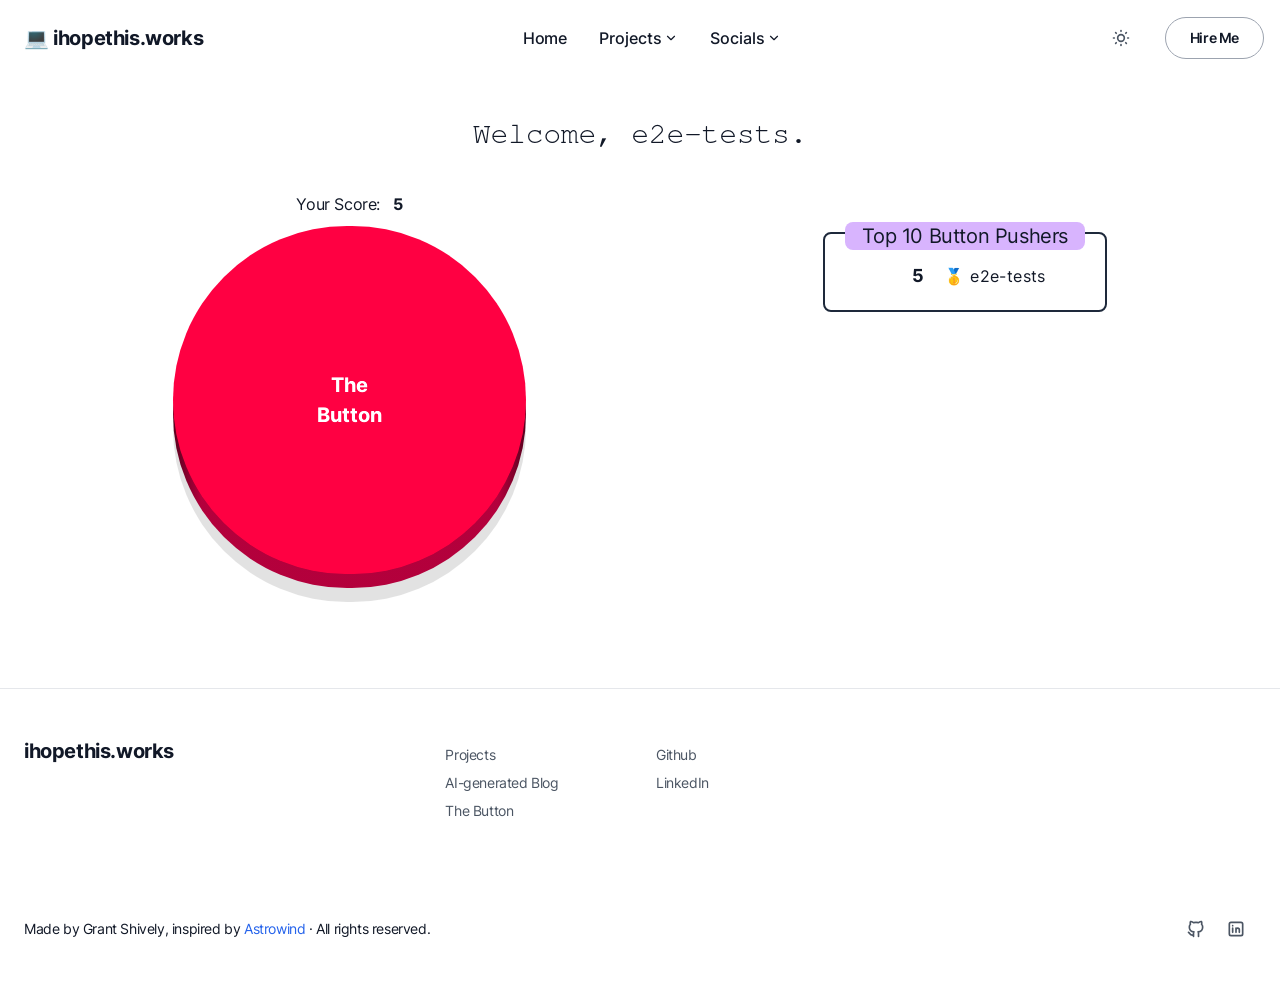 💻 ihopethis.works
Home
Projects
Socials
Hire Me
Welcome, e2e-tests.
Your Score: 5
The
Button
Top 10 Button Pushers
5 🥇 e2e-tests
ihopethis.works
Projects
AI-generated Blog
The Button
Github
LinkedIn
Made by Grant Shively, inspired by Astrowind · All rights reserved.